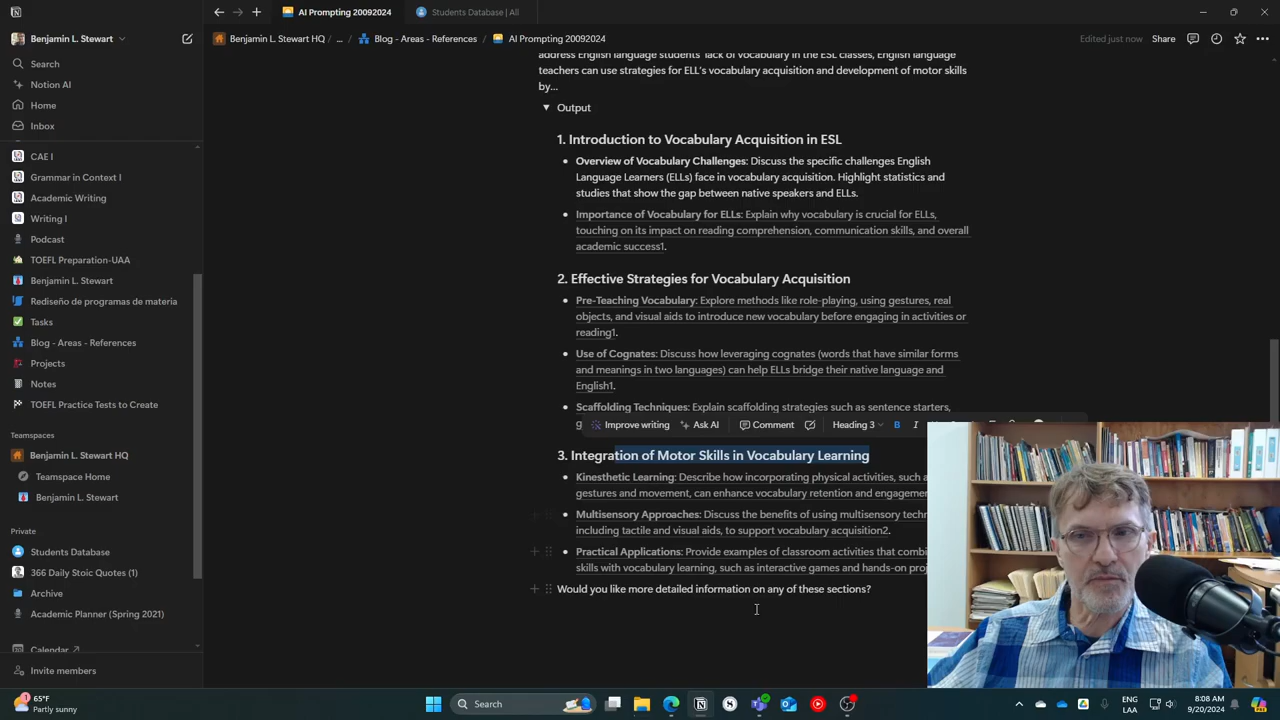 AI Prompting 20092024
Students Database | All
Benjamin L. Stewart
Benjamin L. Stewart HQ / ... / Blog - Areas - References / AI Prompting 20092024
Edited just now
Share
Search
Notion AI
Home
Inbox
CAE I
Grammar in Context I
Academic Writing
Writing I
Podcast
TOEFL Preparation-UAA
Benjamin L. Stewart
Rediseño de programas de materia
Tasks
Blog - Areas - References
Projects
Notes
TOEFL Practice Tests to Create
Teamspaces
Benjamin L. Stewart HQ
Teamspace Home
Benjamin L. Stewart
Private
Students Database
366 Daily Stoic Quotes (1)
Archive
Academic Planner (Spring 2021)
Calendar
Invite members
address English language students' lack of vocabulary in the ESL classes, English language
teachers can use strategies for ELL's vocabulary acquisition and development of motor skills
by...
Output
1. Introduction to Vocabulary Acquisition in ESL
Overview of Vocabulary Challenges: Discuss the specific challenges English
Language Learners (ELLs) face in vocabulary acquisition. Highlight statistics and
studies that show the gap between native speakers and ELLs.
Importance of Vocabulary for ELLs: Explain why vocabulary is crucial for ELLs,
touching on its impact on reading comprehension, communication skills, and overall
academic success1.
2. Effective Strategies for Vocabulary Acquisition
Pre-Teaching Vocabulary: Explore methods like role-playing, using gestures, real
objects, and visual aids to introduce new vocabulary before engaging in activities or
reading1.
Use of Cognates: Discuss how leveraging cognates (words that have similar forms
and meanings in two languages) can help ELLs bridge their native language and
English1.
Scaffolding Techniques: Explain scaffolding strategies such as sentence starters,
Improve writing
Ask AI
Comment
Heading 3
B
I
3. Integration of Motor Skills in Vocabulary Learning
Kinesthetic Learning: Describe how incorporating physical activities, such a
gestures and movement, can enhance vocabulary retention and engageme
Multisensory Approaches: Discuss the benefits of using multisensory techn
including tactile and visual aids, to support vocabulary acquisition2.
Practical Applications: Provide examples of classroom activities that combi
skills with vocabulary learning, such as interactive games and hands-on proj
Would you like more detailed information on any of these sections?
65°F
Partly sunny
Search
ENG
LAA
8:08 AM
9/20/2024